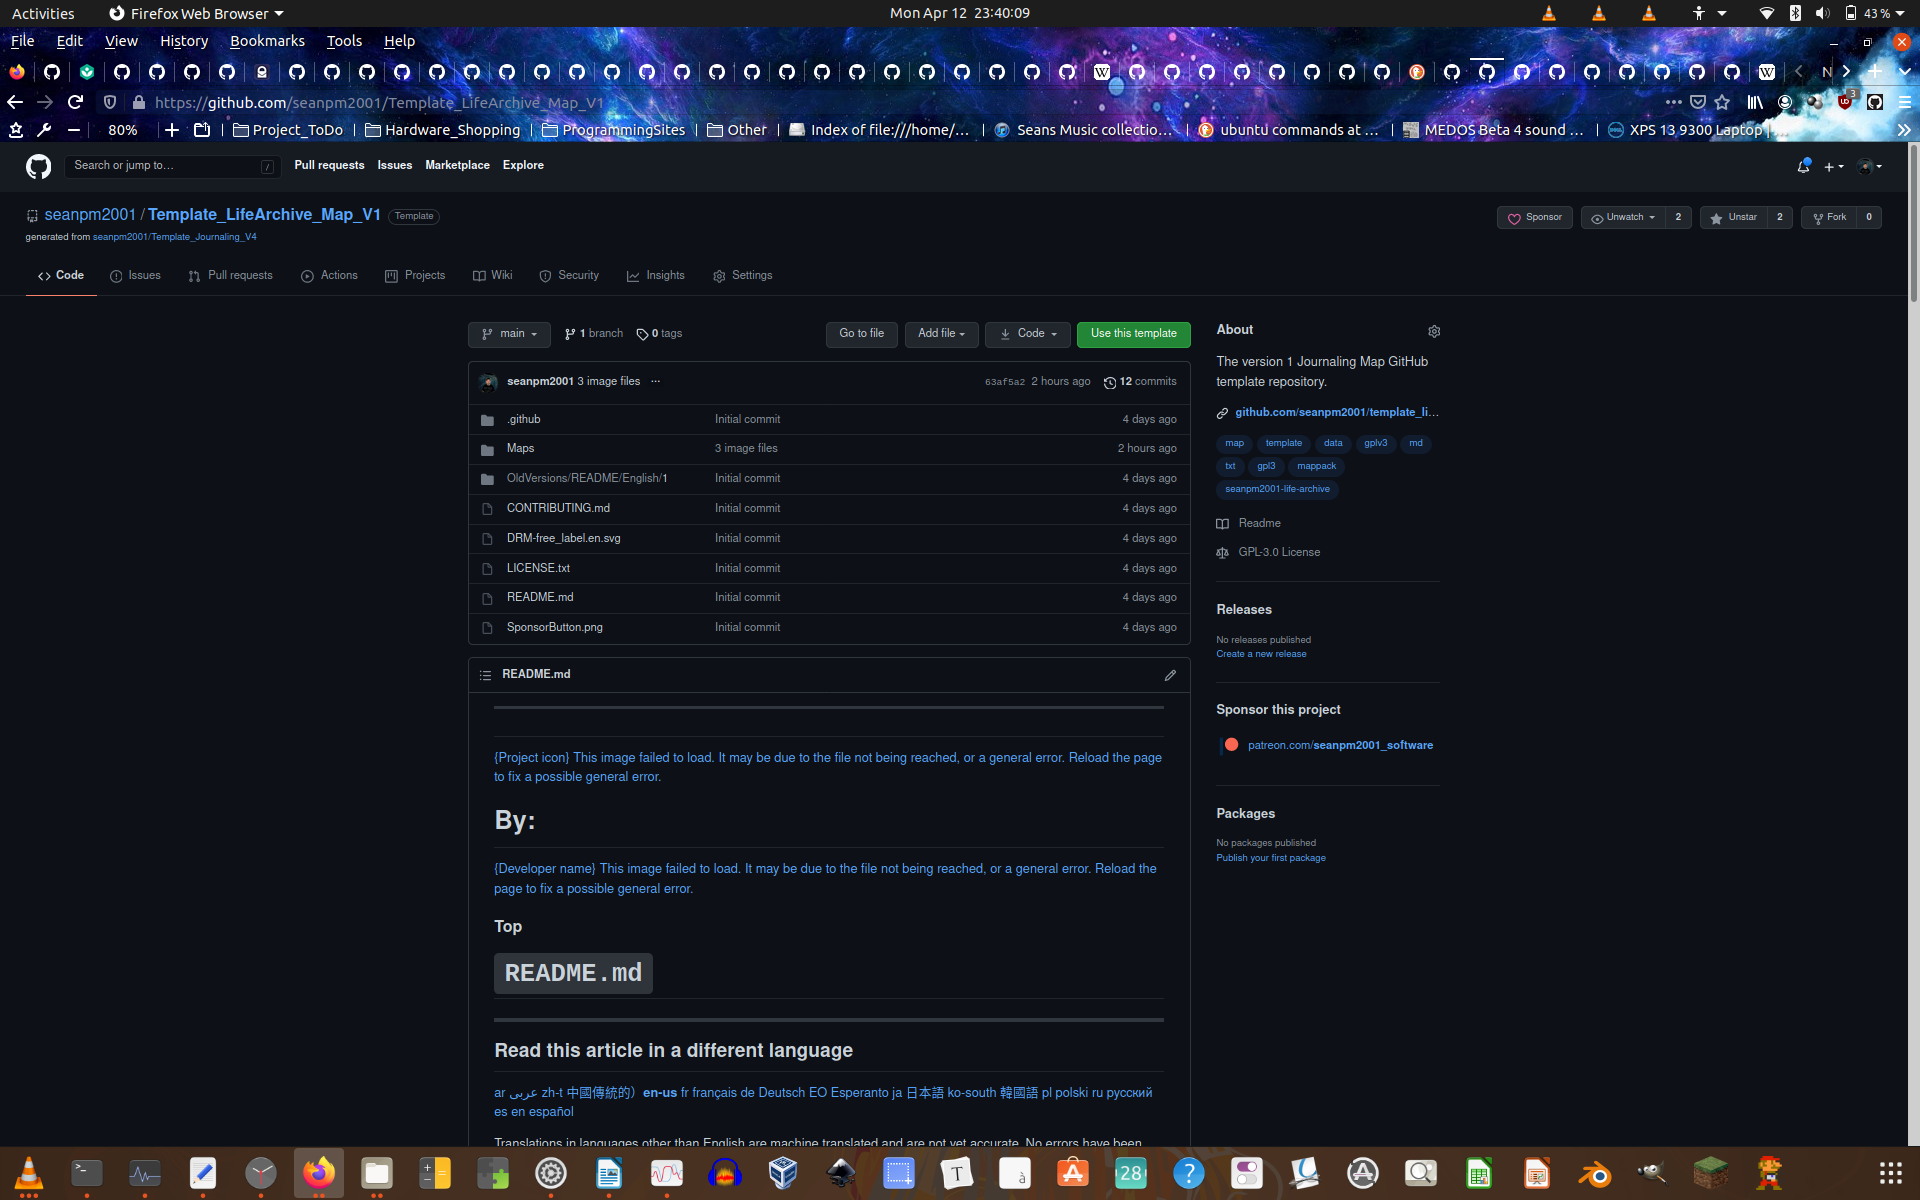 Activities Firefox Web Browser Mon Apr 12 23:40:09 43 %
File Edit View History Bookmarks Tools Help
N
https://github.com/seanpm2001/Template_LifeArchive_Map_V1 3
80% Project_ToDo Hardware_Shopping ProgrammingSites Other Index of file:///home/... Seans Music collectio... ubuntu commands at ... MEDOS Beta 4 sound ... XPS 13 9300 Laptop |
Search or jump to... / Pull requests Issues Marketplace Explore
seanpm2001 / Template_LifeArchive_Map_V1 Template Sponsor Unwatch 2 Unstar 2 Fork 0
generated from seanpm2001/Template_Journaling_V4
Code Issues Pull requests Actions Projects Wiki Security Insights Settings
main 1 branch 0 tags Go to file Add file Code Use this template
seanpm2001 3 image files ... 63af5a2 2 hours ago 12 commits
.github Initial commit 4 days ago
Maps 3 image files 2 hours ago
OldVersions/README/English/1 Initial commit 4 days ago
CONTRIBUTING.md Initial commit 4 days ago
DRM-free_label.en.svg Initial commit 4 days ago
LICENSE.txt Initial commit 4 days ago
README.md Initial commit 4 days ago
SponsorButton.png Initial commit 4 days ago
README.md
{Project icon} This image failed to load. It may be due to the file not being reached, or a general error. Reload the page
to fix a possible general error.
By:
{Developer name} This image failed to load. It may be due to the file not being reached, or a general error. Reload the
page to fix a possible general error.
Top
README.md
Read this article in a different language
ar عربى zh-t 中國傳統的）en-us fr français de Deutsch EO Esperanto ja 日本語 ko-south 韓國語 pl polski ru русский
es en español
Translations in languages other than English are machine translated and are not yet accurate. No errors have been
About
The version 1 Journaling Map GitHub
template repository.
github.com/seanpm2001/template_li...
map template data gplv3 md
txt gpl3 mappack
seanpm2001-life-archive
Readme
GPL-3.0 License
Releases
No releases published
Create a new release
Sponsor this project
patreon.com/seanpm2001_software
Packages
No packages published
Publish your first package